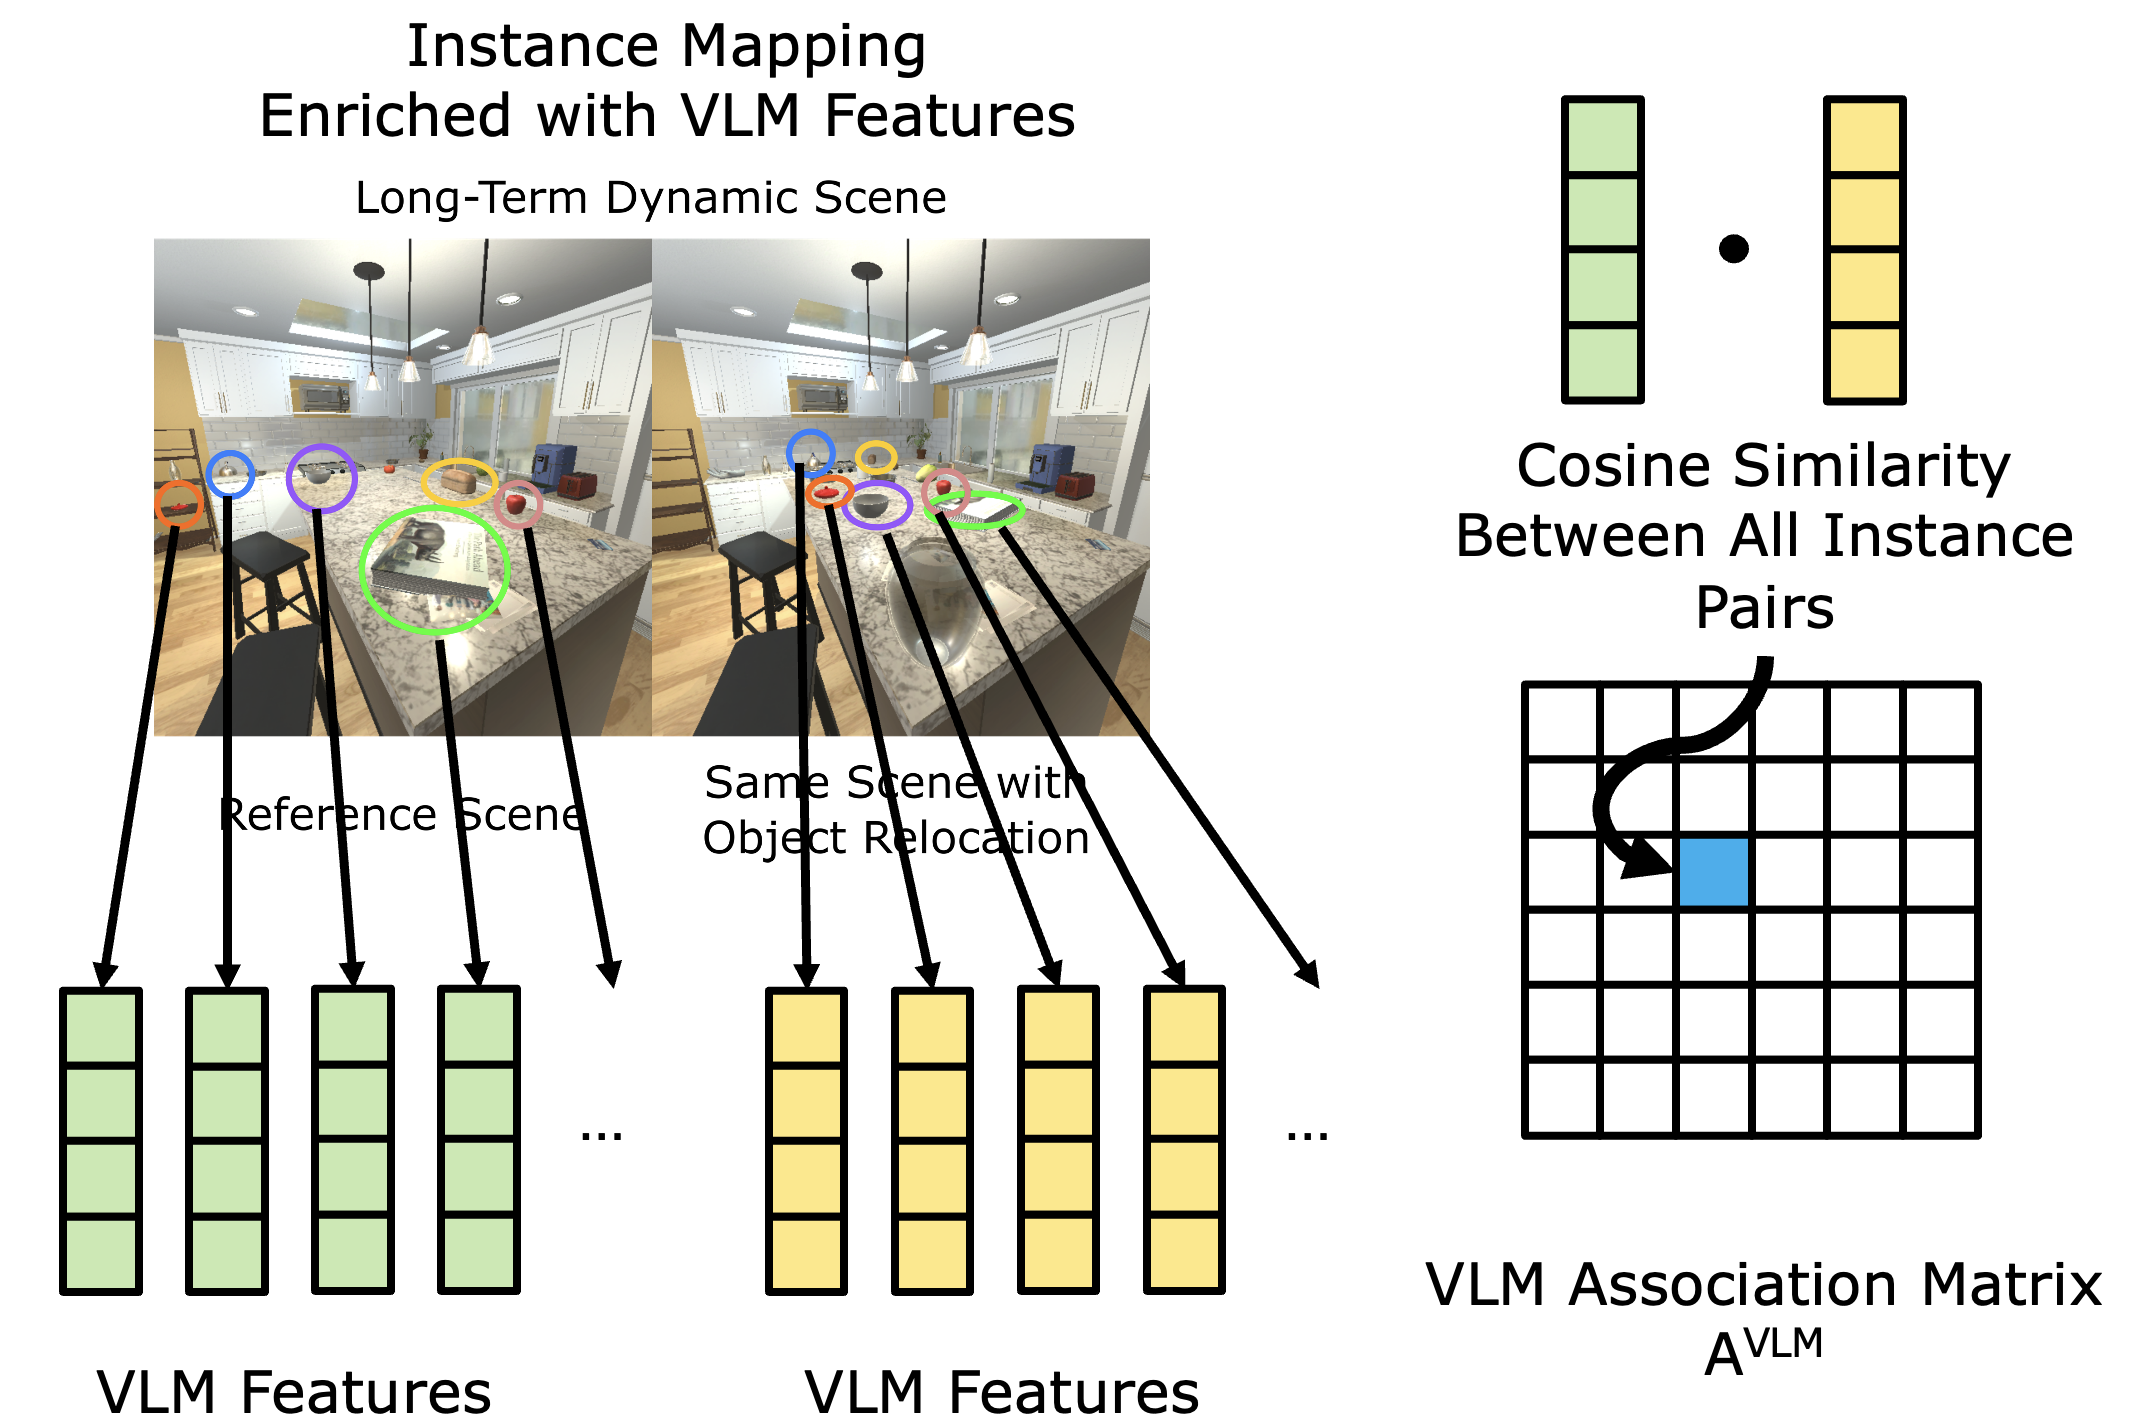 Instance Mapping
Enriched with VLM Features
Long-Term Dynamic Scene
Reference Scene
Same Scene with
Object Relocation
...
...
VLM Features
VLM Features
Cosine Similarity
Between All Instance
Pairs
VLM Association Matrix
A^VLM